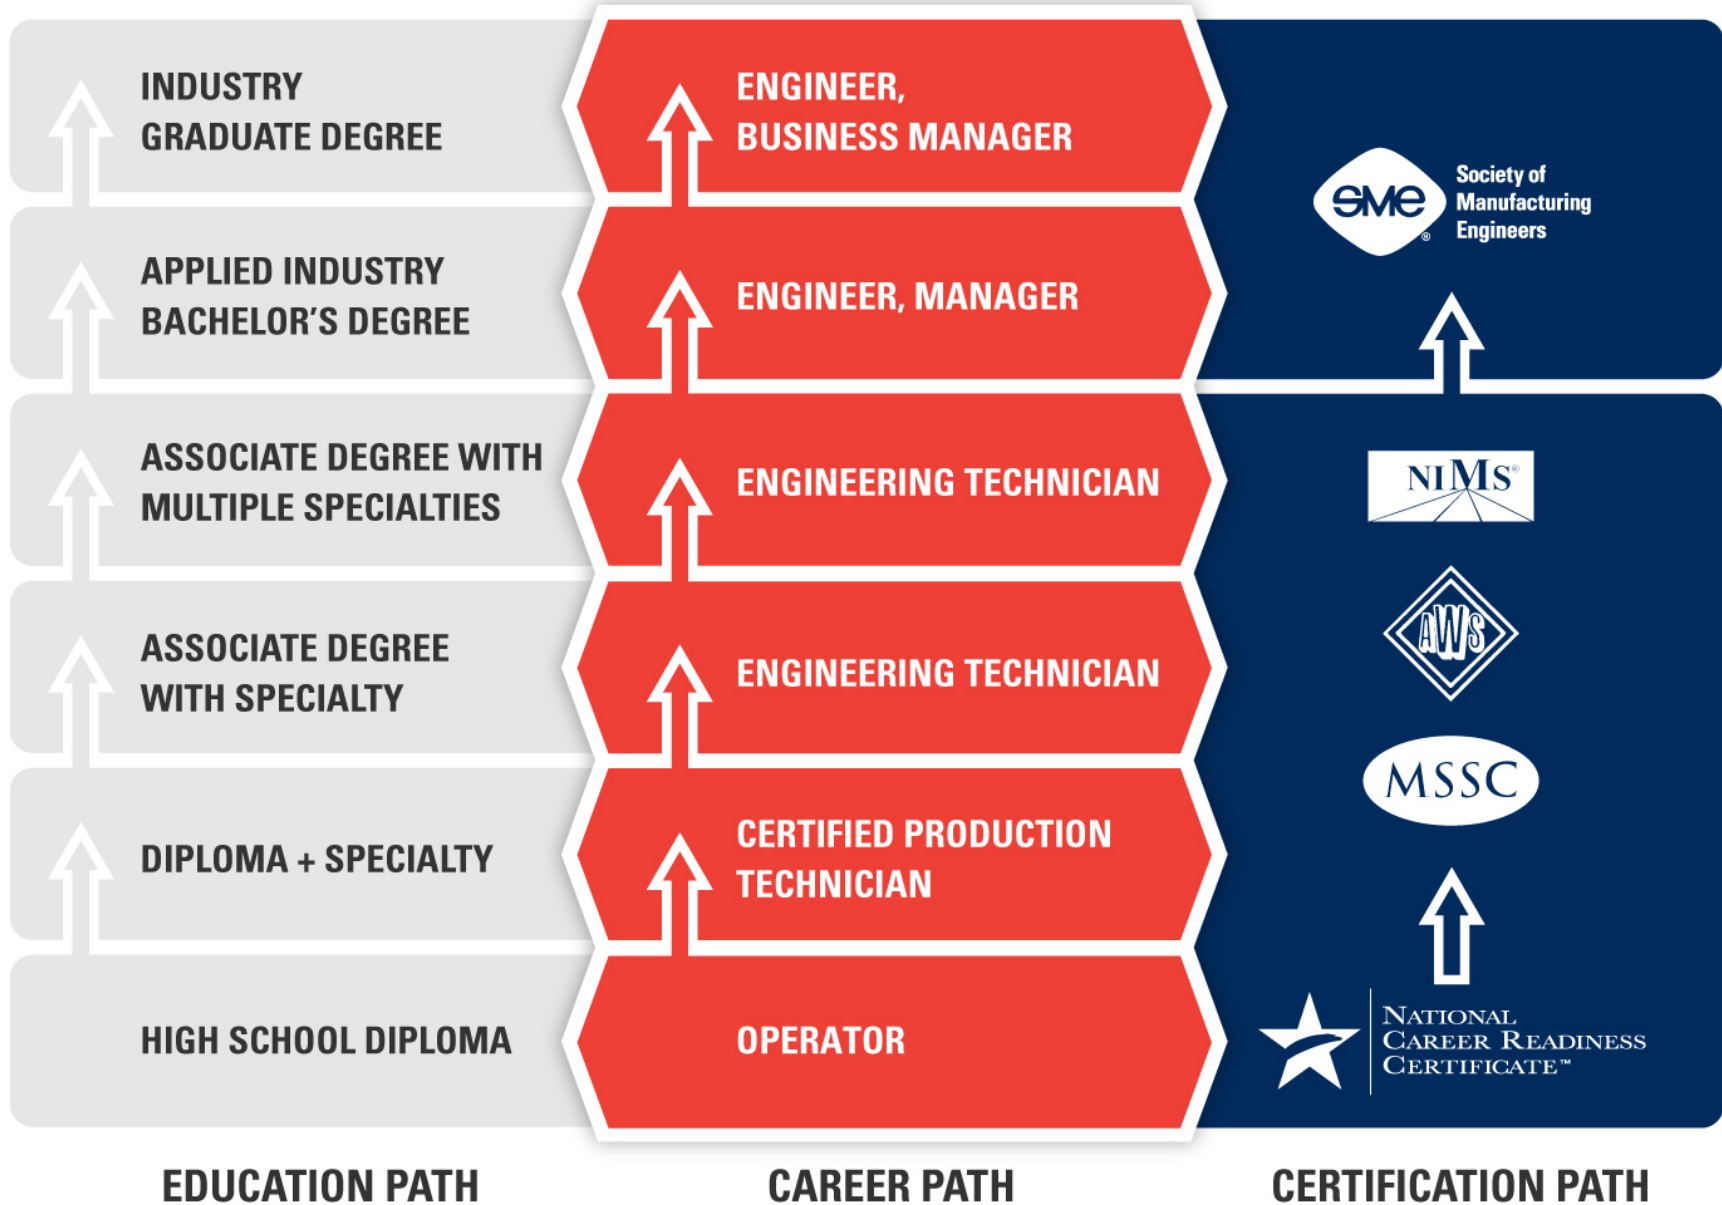 INDUSTRY
GRADUATE DEGREE
ENGINEER,
BUSINESS MANAGER
Society of
Manufacturing
Engineers
SME
®
APPLIED INDUSTRY
BACHELOR'S DEGREE
ENGINEER, MANAGER
ASSOCIATE DEGREE WITH
MULTIPLE SPECIALTIES
ENGINEERING TECHNICIAN
NIMS®
ASSOCIATE DEGREE
WITH SPECIALTY
ENGINEERING TECHNICIAN
AWS
MSSC
DIPLOMA + SPECIALTY
CERTIFIED PRODUCTION
TECHNICIAN
HIGH SCHOOL DIPLOMA
OPERATOR
NATIONAL
CAREER READINESS
CERTIFICATE™
EDUCATION PATH
CAREER PATH
CERTIFICATION PATH